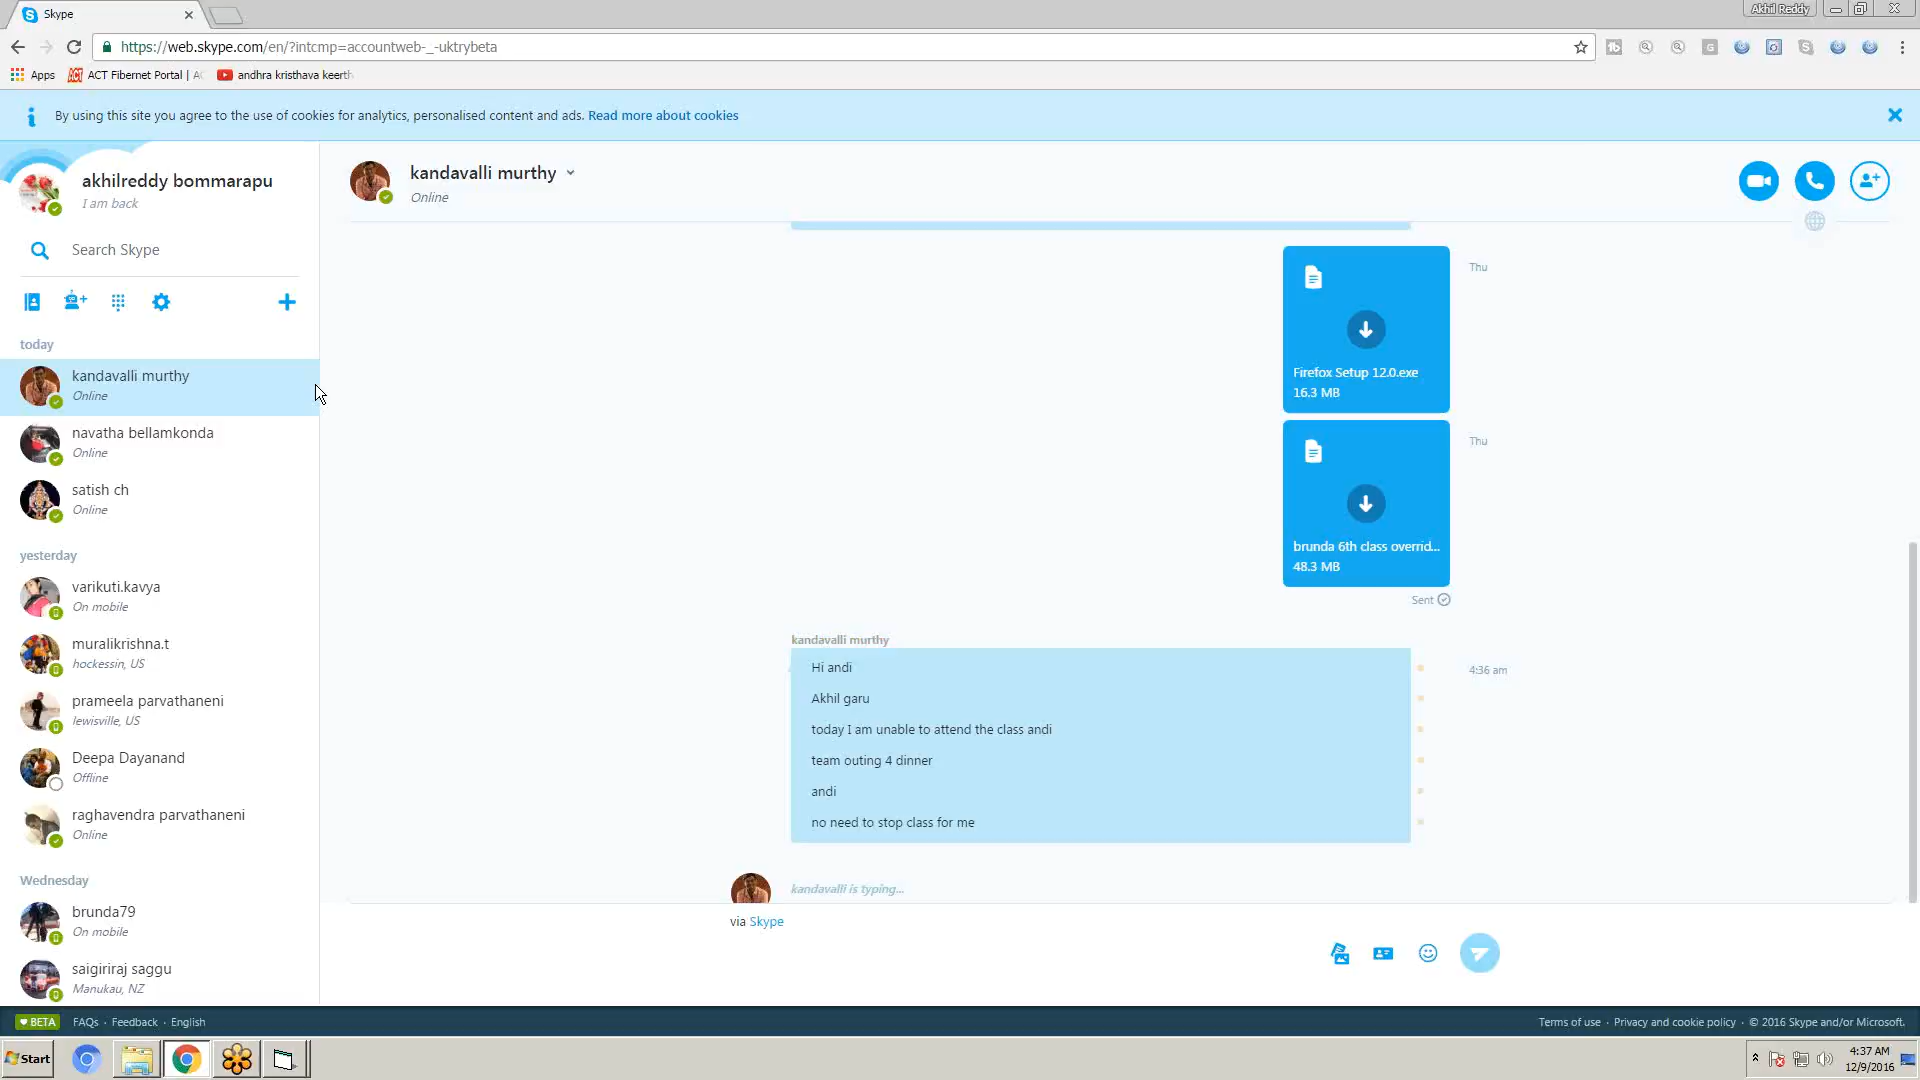 Skype
Akhil Reddy
https://web.skype.com/en/?intcmp=accountweb-_-uktrybeta
Apps
ACT Fibernet Portal | AC
andhra kristhava keerth
By using this site you agree to the use of cookies for analytics, personalised content and ads. Read more about cookies
akhilreddy bommarapu
I am back
Search Skype
today
kandavalli murthy
Online
navatha bellamkonda
Online
satish ch
Online
yesterday
varikuti.kavya
On mobile
muralikrishna.t
hockessin, US
prameela parvathaneni
lewisville, US
Deepa Dayanand
Offline
raghavendra parvathaneni
Online
Wednesday
brunda79
On mobile
saigiriraj saggu
Manukau, NZ
kandavalli murthy
Online
Thu
Firefox Setup 12.0.exe
16.3 MB
Thu
brunda 6th class overrid...
48.3 MB
Sent
kandavalli murthy
Hi andi
4:36 am
Akhil garu
today I am unable to attend the class andi
team outing 4 dinner
andi
no need to stop class for me
kandavalli is typing...
via Skype
BETA
FAQs · Feedback · English
Terms of use · Privacy and cookie policy · © 2016 Skype and/or Microsoft.
Start
4:37 AM
12/9/2016